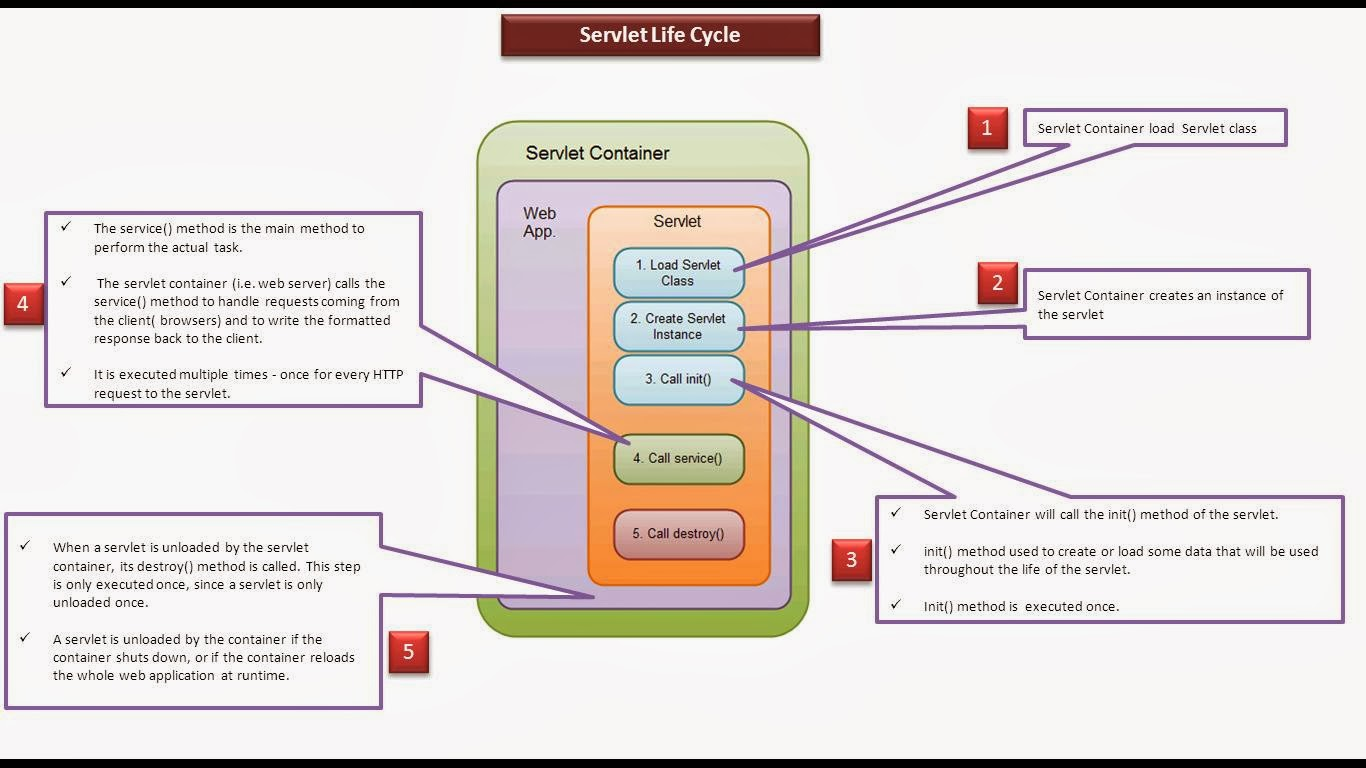 Servlet Life Cycle
Servlet Container
Web
App.
Servlet
1. Load Servlet
Class
2. Create Servlet
Instance
3. Call init()
4. Call service()
5. Call destroy()
1
Servlet Container load  Servlet class
2
Servlet Container creates an instance of
the servlet
3
✓ Servlet Container will call the init() method of the servlet.
✓ init() method used to create or load some data that will be used
throughout the life of the servlet.
✓ Init() method is  executed once.
4
✓ The service() method is the main method to
perform the actual task.
✓ The servlet container (i.e. web server) calls the
service() method to handle requests coming from
the client( browsers) and to write the formatted
response back to the client.
✓ It is executed multiple times - once for every HTTP
request to the servlet.
5
✓ When a servlet is unloaded by the servlet
container, its destroy() method is called. This step
is only executed once, since a servlet is only
unloaded once.
✓ A servlet is unloaded by the container if the
container shuts down, or if the container reloads
the whole web application at runtime.